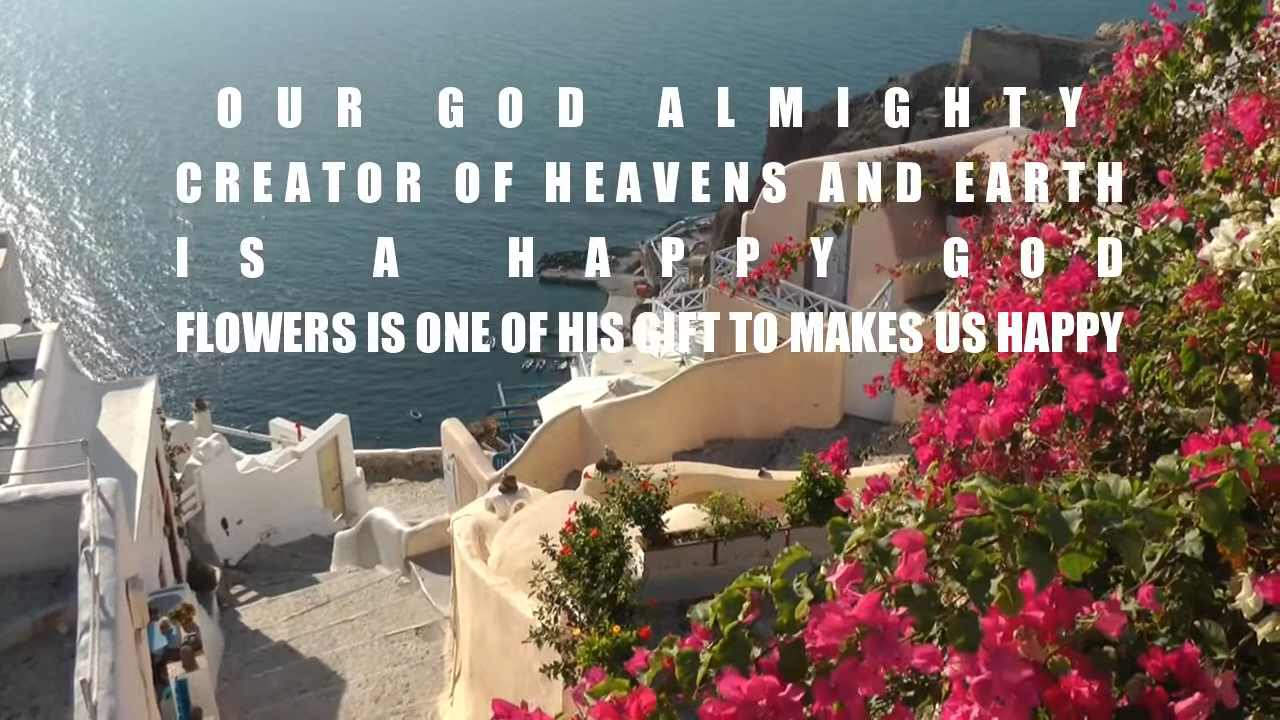 OUR GOD ALMIGHTY
CREATOR OF HEAVENS AND EARTH
IS A HAPPY GOD
FLOWERS IS ONE OF HIS GIFT TO MAKES US HAPPY